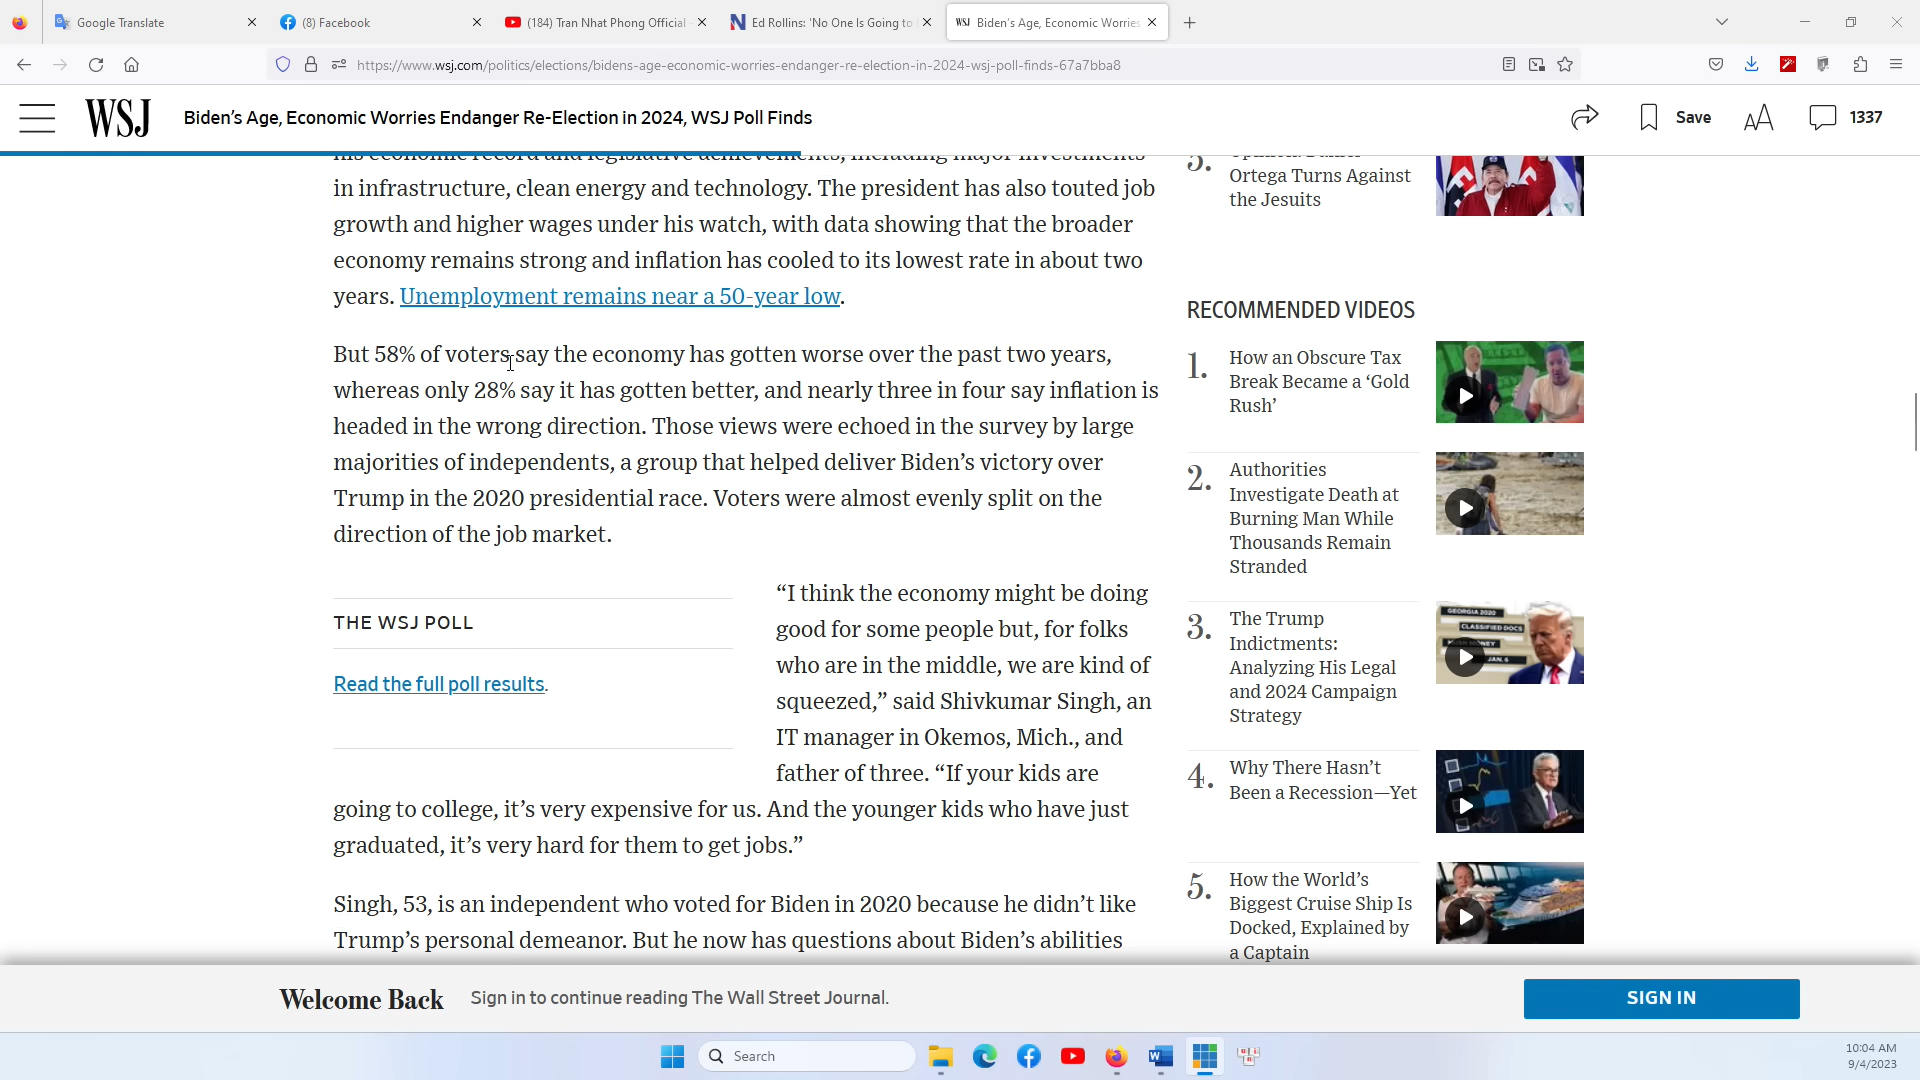 Google Translate
(8) Facebook
(184) Tran Nhat Phong Official -
Ed Rollins: 'No One Is Going to
WSJ Biden's Age, Economic Worries
https://www.wsj.com/politics/elections/bidens-age-economic-worries-endanger-re-election-in-2024-wsj-poll-finds-67a7bba8
WSJ
Biden's Age, Economic Worries Endanger Re-Election in 2024, WSJ Poll Finds
Save
1337
his economic record and legislative achievements, including major investments
in infrastructure, clean energy and technology. The president has also touted job
growth and higher wages under his watch, with data showing that the broader
economy remains strong and inflation has cooled to its lowest rate in about two
years. Unemployment remains near a 50-year low.
But 58% of voters say the economy has gotten worse over the past two years,
whereas only 28% say it has gotten better, and nearly three in four say inflation is
headed in the wrong direction. Those views were echoed in the survey by large
majorities of independents, a group that helped deliver Biden's victory over
Trump in the 2020 presidential race. Voters were almost evenly split on the
direction of the job market.
THE WSJ POLL
Read the full poll results.
“I think the economy might be doing
good for some people but, for folks
who are in the middle, we are kind of
squeezed,” said Shivkumar Singh, an
IT manager in Okemos, Mich., and
father of three. “If your kids are
going to college, it's very expensive for us. And the younger kids who have just
graduated, it's very hard for them to get jobs.”
Singh, 53, is an independent who voted for Biden in 2020 because he didn't like
Trump's personal demeanor. But he now has questions about Biden's abilities
5.
Ortega Turns Against
the Jesuits
RECOMMENDED VIDEOS
1. How an Obscure Tax
Break Became a ‘Gold
Rush’
2. Authorities
Investigate Death at
Burning Man While
Thousands Remain
Stranded
3. The Trump
Indictments:
Analyzing His Legal
and 2024 Campaign
Strategy
GEORGIA 2020
CLASSIFIED DOCS
JAN. 6
4. Why There Hasn't
Been a Recession—Yet
5. How the World's
Biggest Cruise Ship Is
Docked, Explained by
a Captain
Welcome Back
Sign in to continue reading The Wall Street Journal.
SIGN IN
Search
10:04 AM
9/4/2023